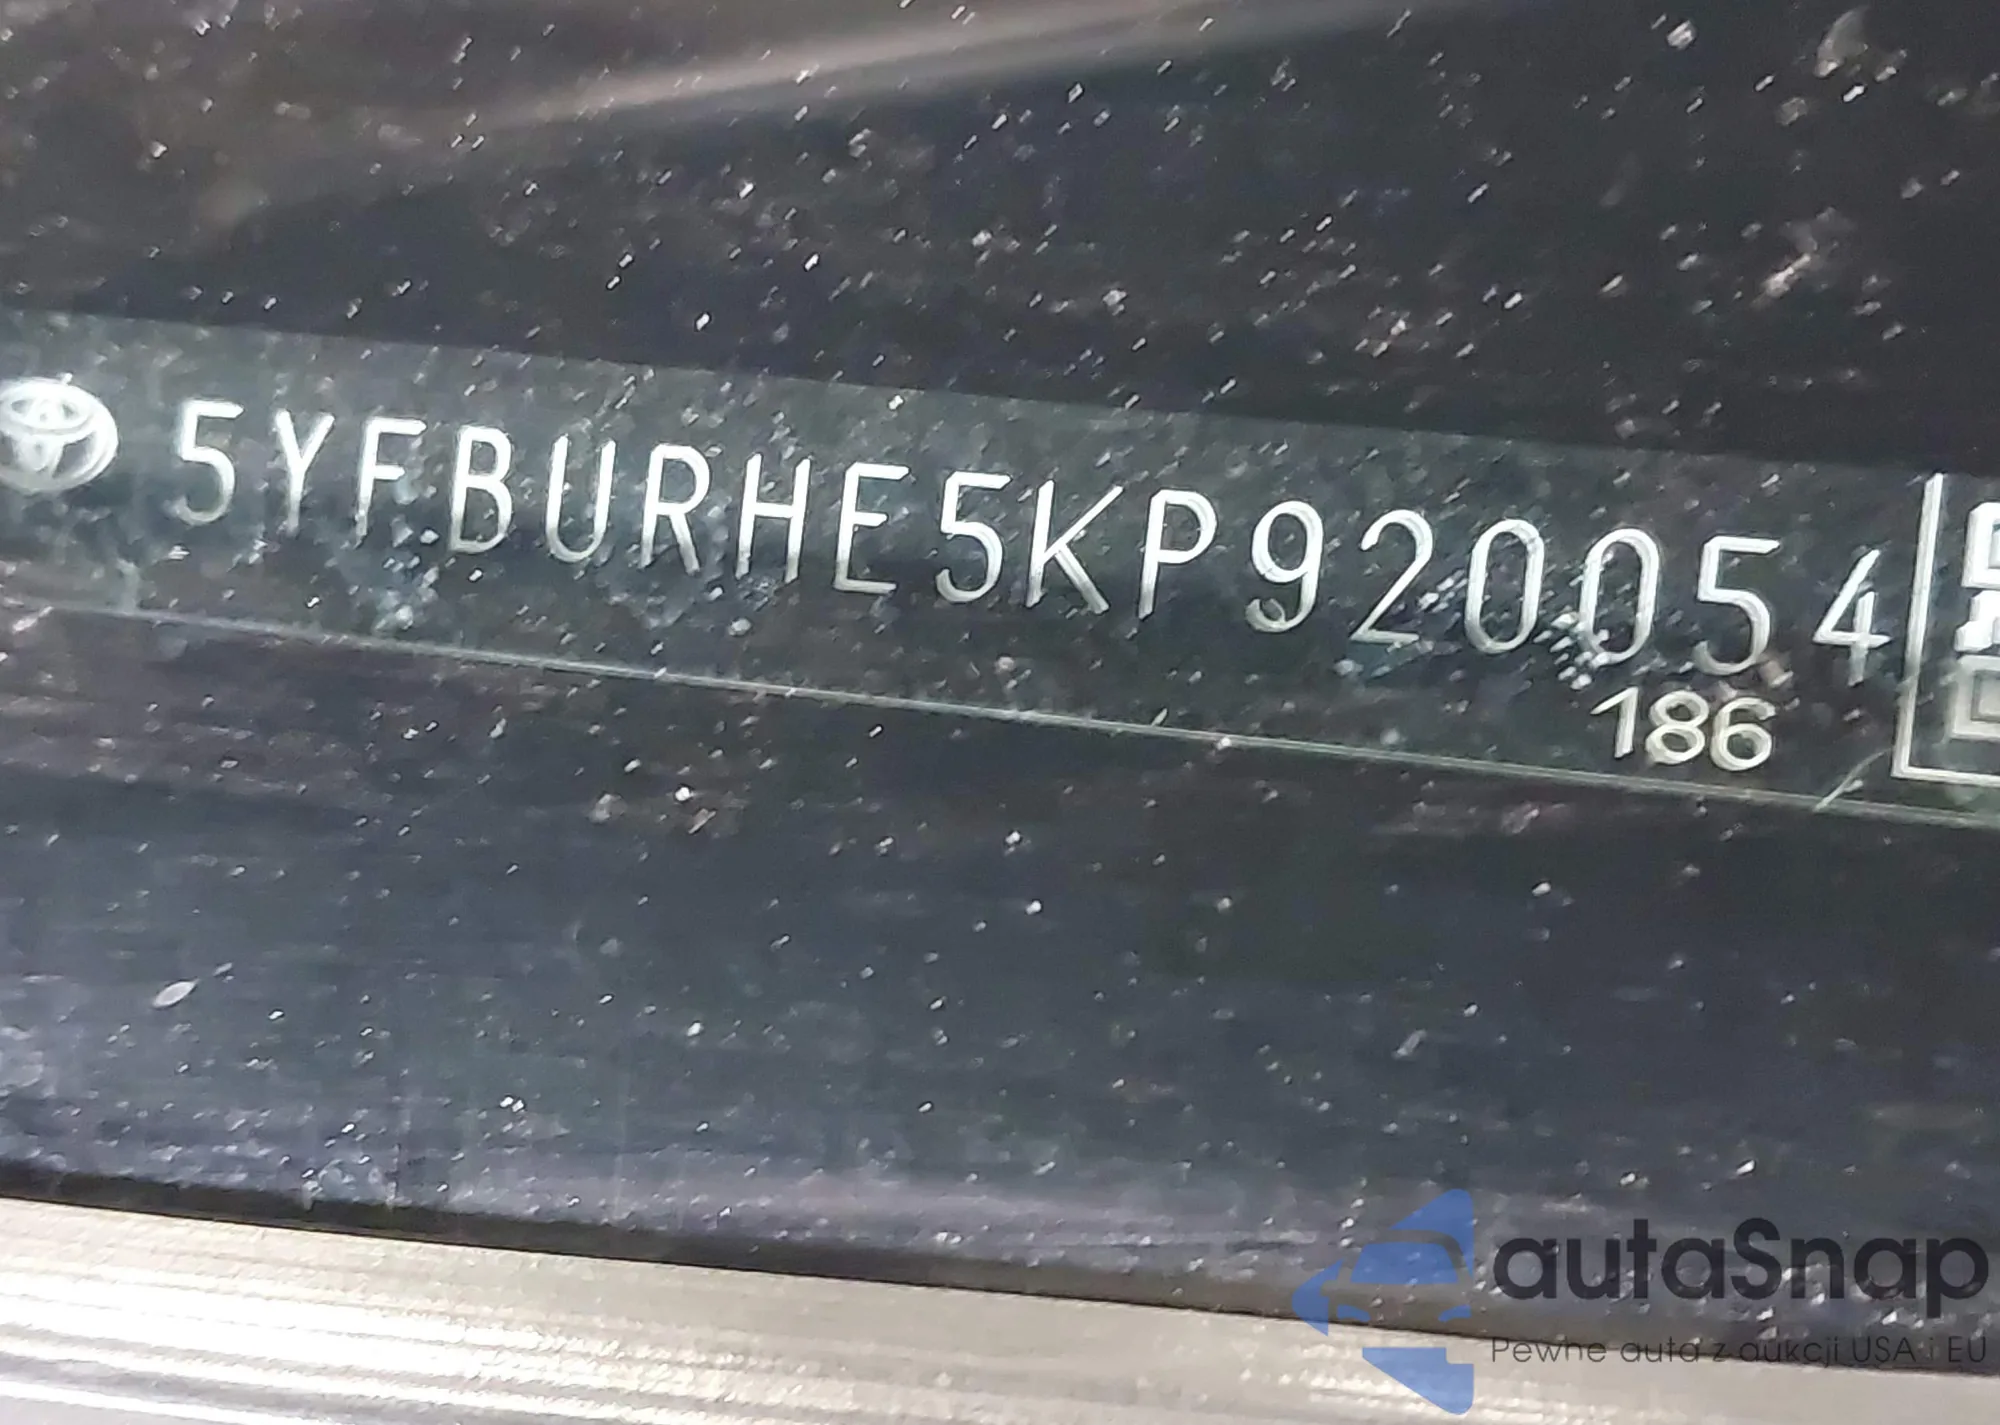 5YFBURHE5KP920054
186
autaSnap
Pewne auta z aukcji USA i EU